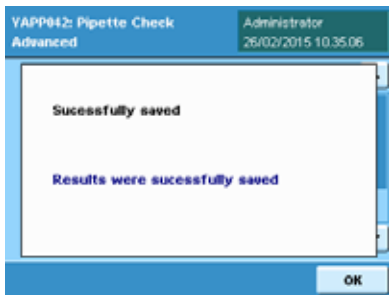 YAPP042: Pipette Check
Advanced
Administrator
26/02/2015 10.35.06
Sucessfully saved
Results were sucessfully saved
OK